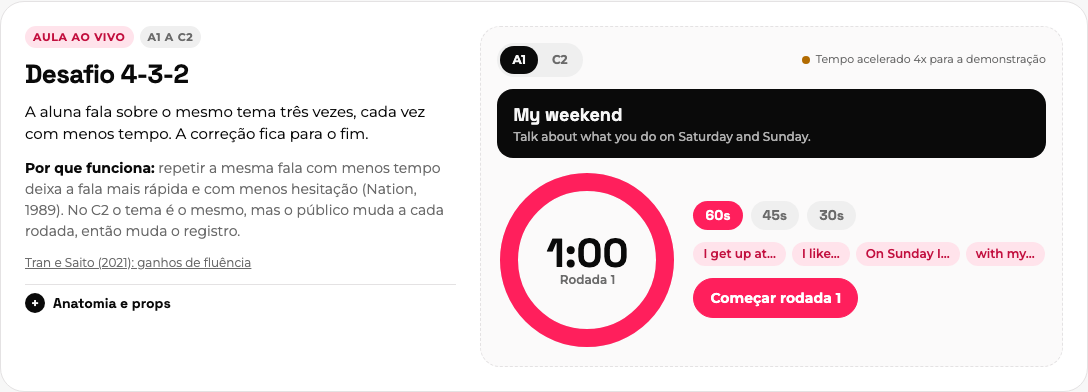 AULA AO VIVO
A1 A C2
Desafio 4-3-2
A aluna fala sobre o mesmo tema três vezes, cada vez
com menos tempo. A correção fica para o fim.
Por que funciona: repetir a mesma fala com menos tempo
deixa a fala mais rápida e com menos hesitação (Nation,
1989). No C2 o tema é o mesmo, mas o público muda a cada
rodada, então muda o registro.
Tran e Saito (2021): ganhos de fluência
+ Anatomia e props
A1 C2
Tempo acelerado 4x para a demonstração
My weekend
Talk about what you do on Saturday and Sunday.
1:00
Rodada 1
60s 45s 30s
I get up at... I like... On Sunday I... with my...
Começar rodada 1